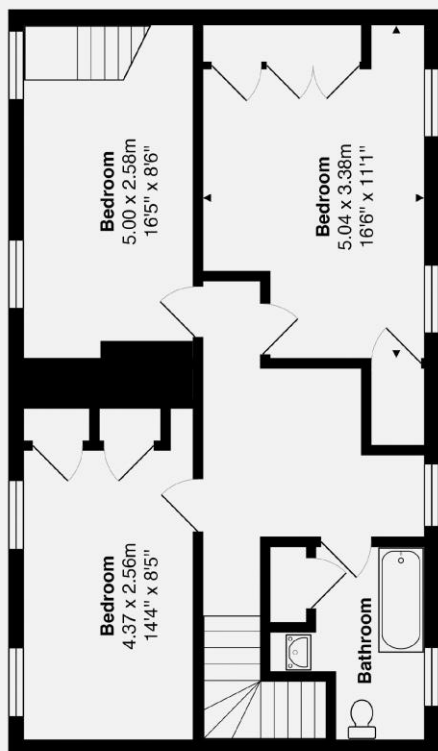 Bedroom
5.00 x 2.58m
16'5" x 8'6"
Bedroom
5.04 x 3.38m
16'6" x 11'1"
Bedroom
4.37 x 2.56m
14'4" x 8'5"
Bathroom